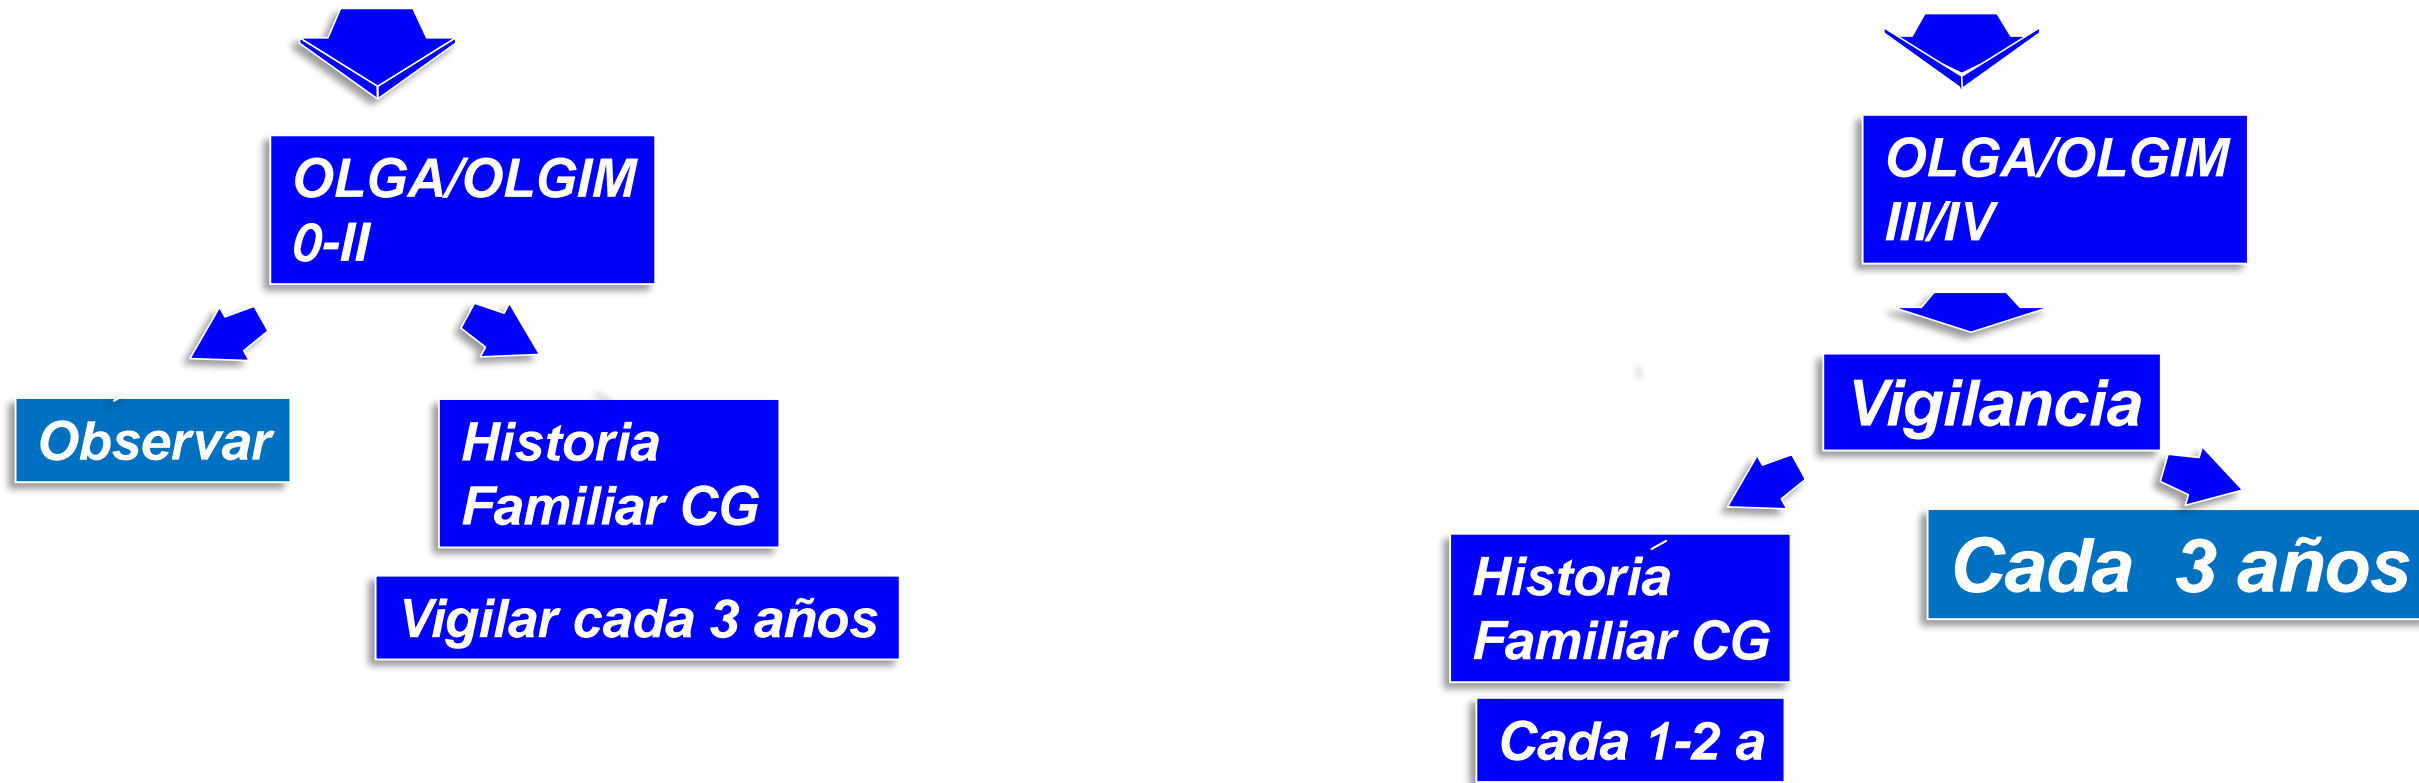 OLGA/OLGIM
0-II
Observar
Historia
Familiar CG
Vigilar cada 3 años
OLGA/OLGIM
III/IV
Vigilancia
Historia
Familiar CG
Cada 1-2 a
Cada 3 años